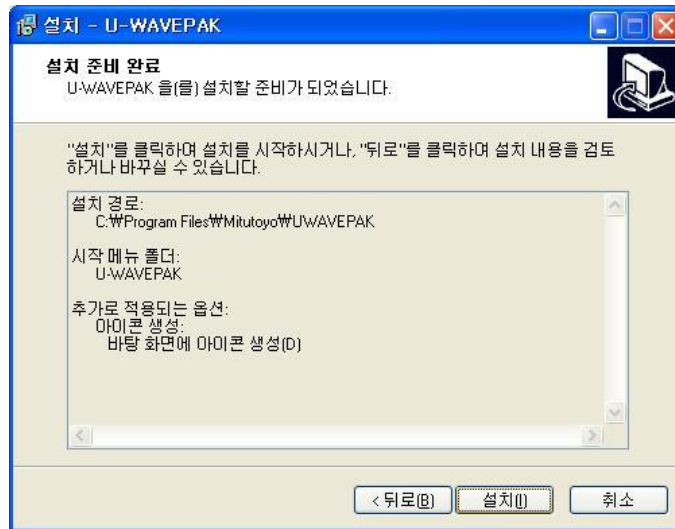 설치 - U-WAVEPAK
설치 준비 완료
U-WAVEPAK 을(를) 설치할 준비가 되었습니다.
"설치"를 클릭하여 설치를 시작하시거나, "뒤로"를 클릭하여 설치 내용을 검토
하거나 바꾸실 수 있습니다.
설치 경로:
C:₩Program Files₩Mitutoyo₩UWAVEPAK
시작 메뉴 폴더:
U-WAVEPAK
추가로 적용되는 옵션:
아이콘 생성:
바탕 화면에 아이콘 생성(D)
< 뒤로(B) 설치(I) 취소